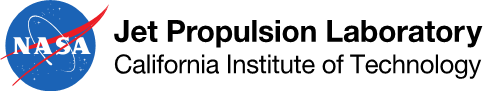 NASA
Jet Propulsion Laboratory
California Institute of Technology